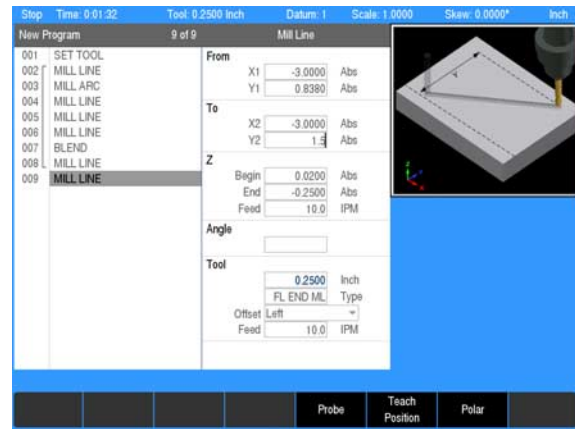 Stop Time: 0:01:32 Tool: 0.2500 Inch Datum: 1 Scale: 1.0000 Skew: 0.0000° Inch
New Program 9 of 9 Mill Line
001 SET TOOL
002 MILL LINE
003 MILL ARC
004 MILL LINE
005 MILL LINE
006 MILL LINE
007 BLEND
008 MILL LINE
009 MILL LINE
From
X1 -3.0000 Abs
Y1 0.8380 Abs
To
X2 -3.0000 Abs
Y2 1.5 Abs
Z
Begin 0.0200 Abs
End -0.2500 Abs
Feed 10.0 IPM
Angle
Tool
0.2500 Inch
FL END ML Type
Offset Left
Feed 10.0 IPM
Probe
Teach Position
Polar